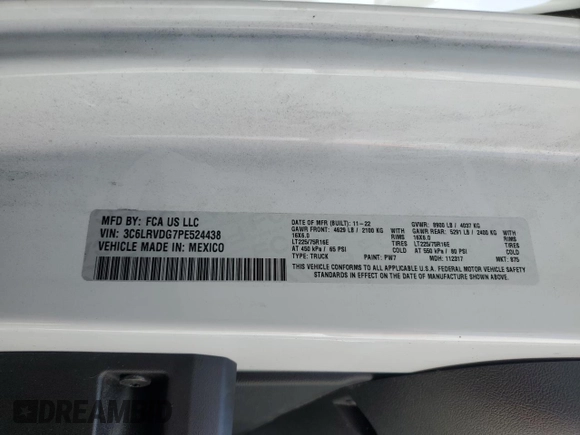 MFD BY: FCA US LLC
VIN: 3C6LRVDG7PE524438
VEHICLE MADE IN: MEXICO
DATE OF MFR (BUILT): 11-22 GVWR: 8900 LB / 4037 KG
GAWR FRONT: 4629 LB / 2100 KG WITH GAWR REAR: 5291 LB / 2400 KG WITH
16X6.0 RIMS 16X6.0 RIMS
LT225/75R16E TIRES LT225/75R16E TIRES
AT 450 kPa / 65 PSI COLD AT 550 kPa / 80 PSI COLD
TYPE: TRUCK PAINT: PW7 MDH: 112317 MKT: 875
THIS VEHICLE CONFORMS TO ALL APPLICABLE U.S.A. FEDERAL MOTOR VEHICLE SAFETY
STANDARDS IN EFFECT ON THE DATE OF MANUFACTURE SHOWN ABOVE.
DREAMBID